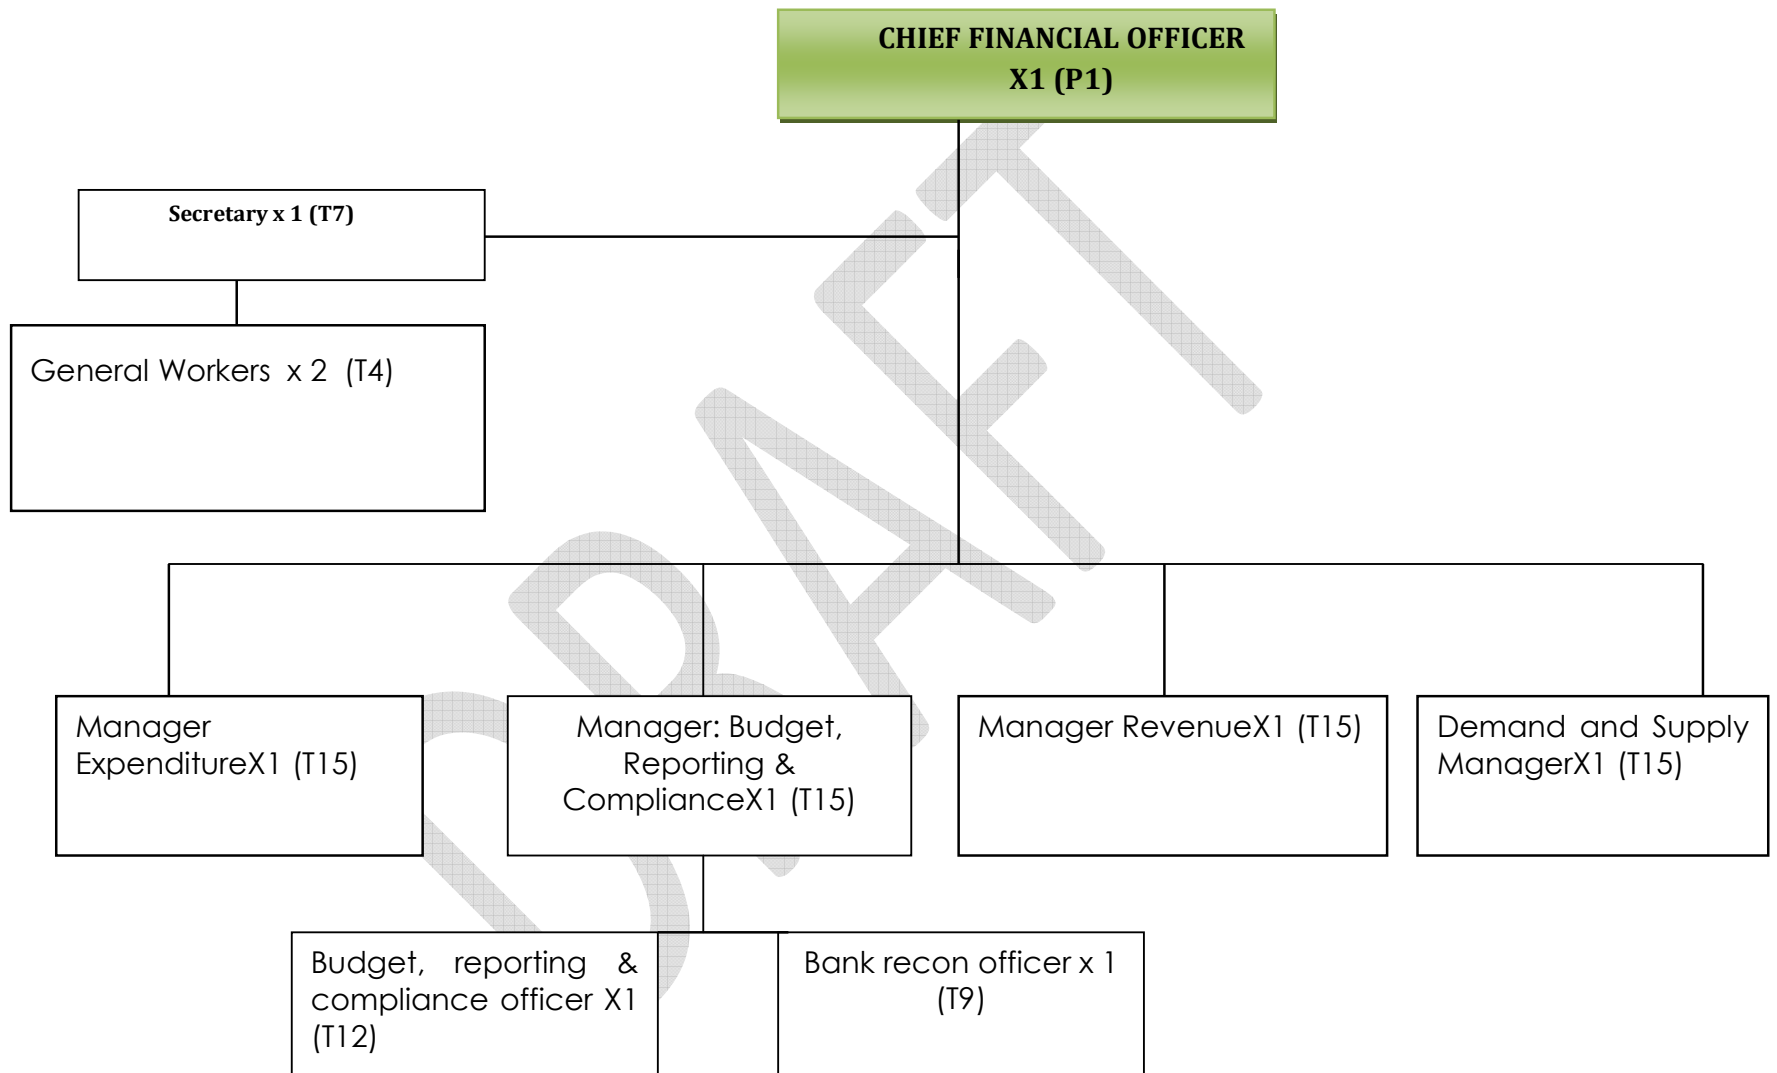 CHIEF FINANCIAL OFFICER
X1 (P1)
Secretary x 1 (T7)
General Workers x 2 (T4)
Manager
ExpenditureX1 (T15)
Manager: Budget,
Reporting &
ComplianceX1 (T15)
Manager RevenueX1 (T15)
Demand and Supply
ManagerX1 (T15)
Budget, reporting &
compliance officer X1
(T12)
Bank recon officer x 1
(T9)
DRAFT